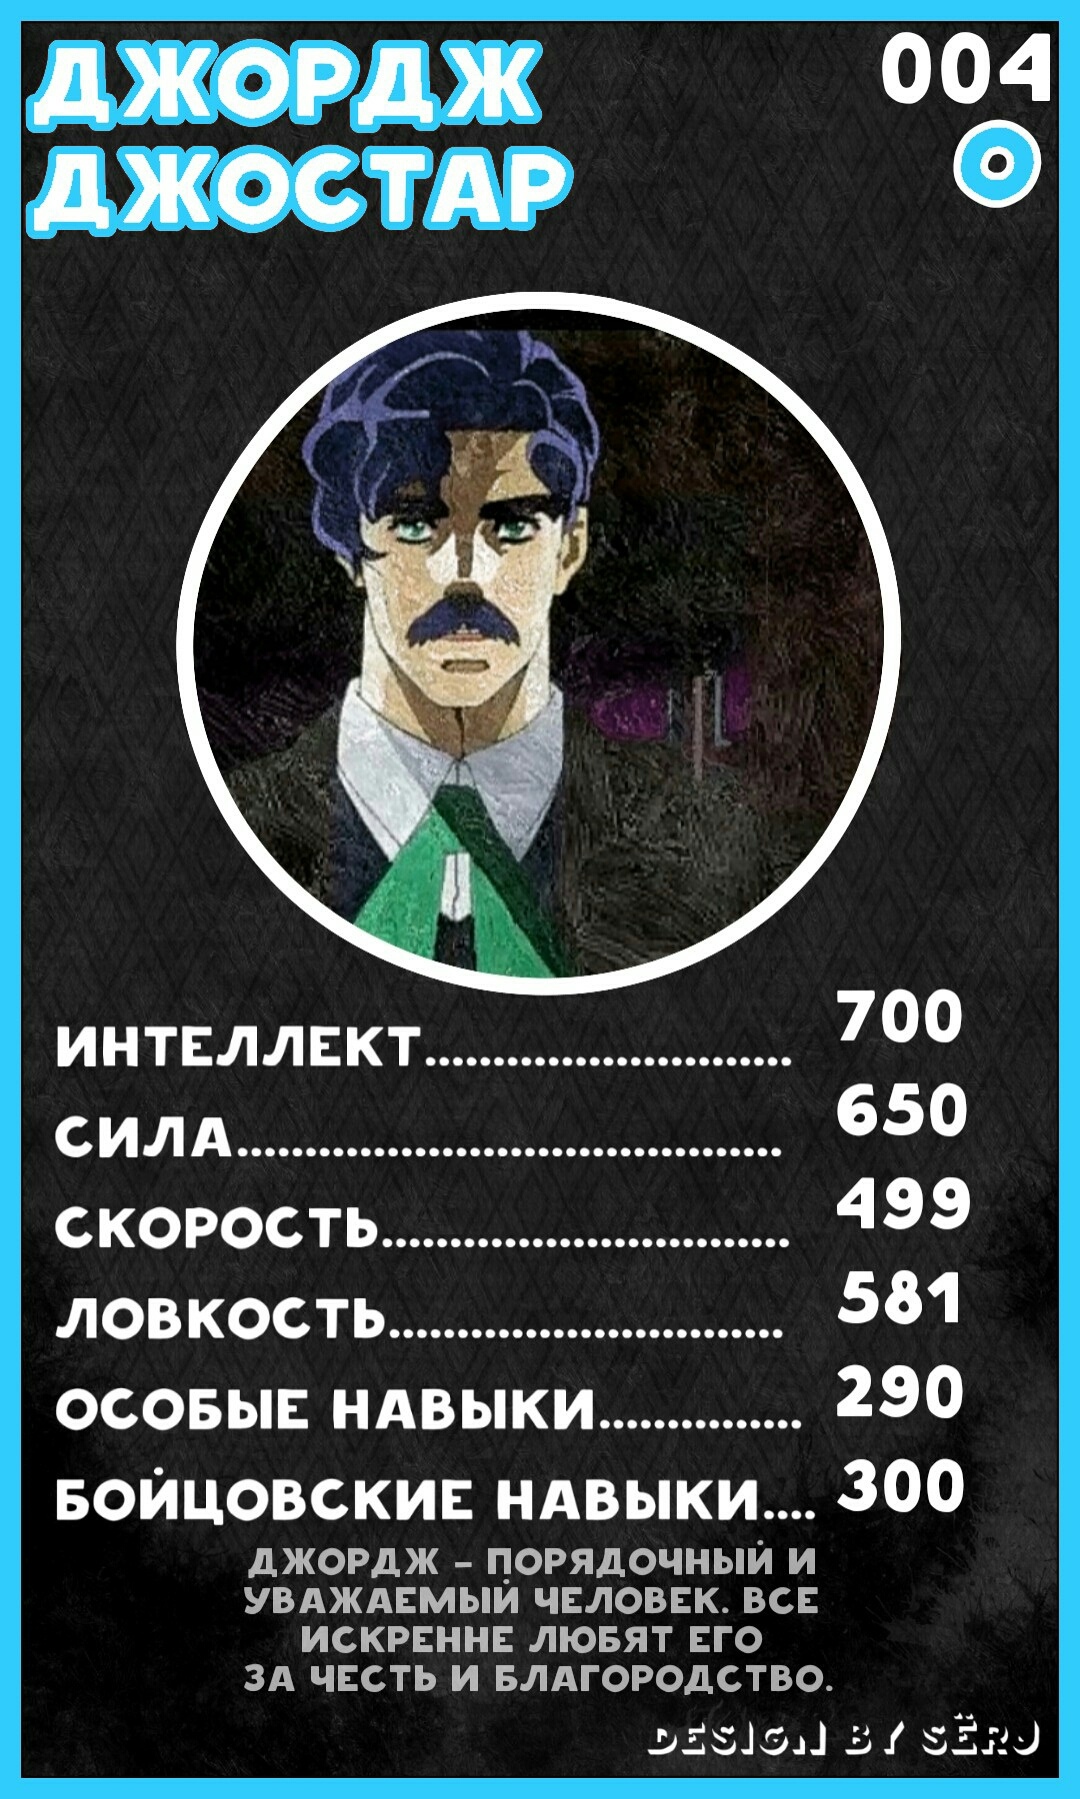 ДЖОРДЖ
ДЖОСТАР
004
О
ИНТЕЛЛЕКТ........................... 700
СИЛА........................................ 650
СКОРОСТЬ.............................. 499
ЛОВКОСТЬ............................. 581
ОСОБЫЕ НАВЫКИ............... 290
БОЙЦОВСКИЕ НАВЫКИ.... 300
ДЖОРДЖ - ПОРЯДОЧНЫЙ И
УВАЖАЕМЫЙ ЧЕЛОВЕК. ВСЕ
ИСКРЕННЕ ЛЮБЯТ ЕГО
ЗА ЧЕСТЬ И БЛАГОРОДСТВО.
DESIGN BY SЁRJ